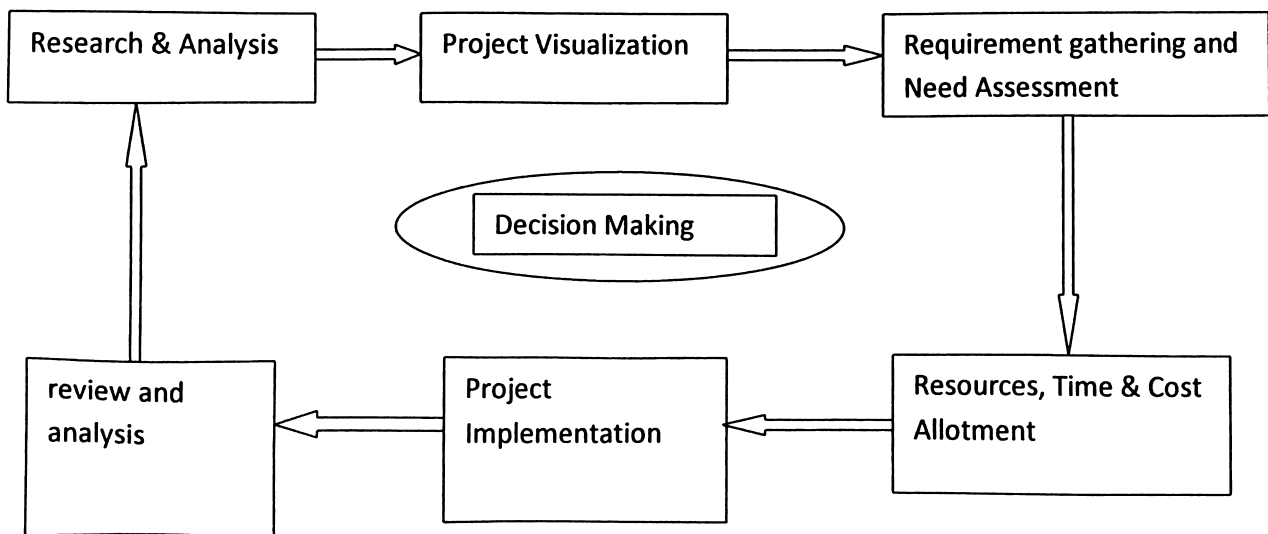 Research & Analysis
Project Visualization
Requirement gathering and
Need Assessment
Decision Making
review and
analysis
Project
Implementation
Resources, Time & Cost
Allotment